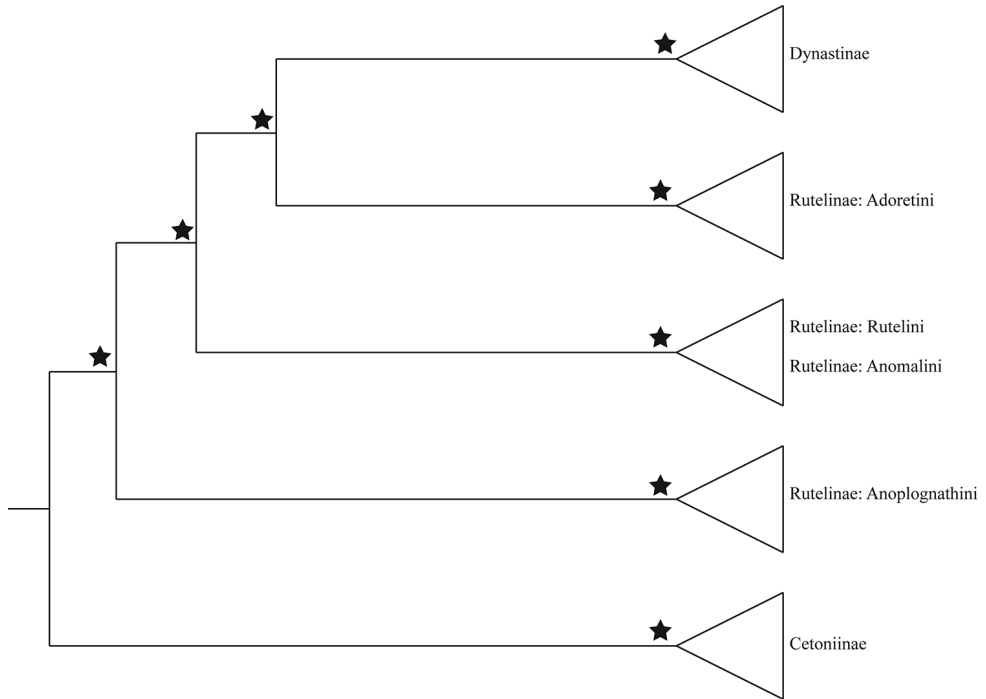 Dynastinae
Rutelinae: Adoretini
Rutelinae: Rutelini
Rutelinae: Anomalini
Rutelinae: Anoplognathini
Cetoniinae